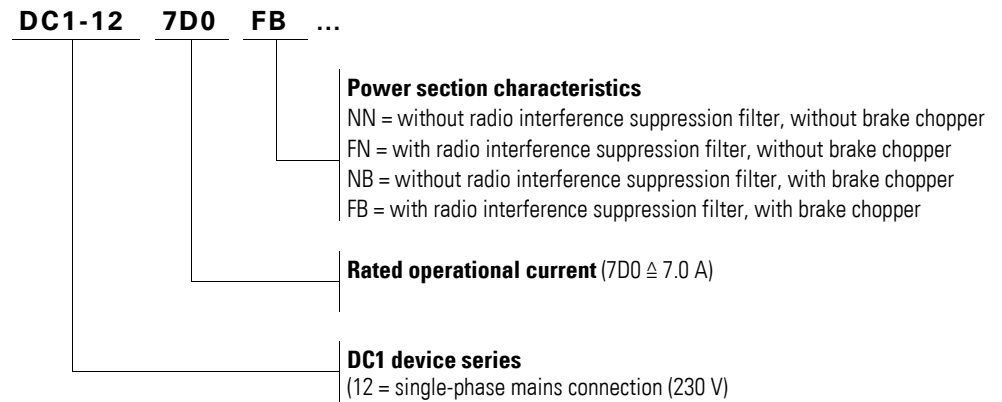 DC1-12 7D0 FB ...
Power section characteristics
NN = without radio interference suppression filter, without brake chopper
FN = with radio interference suppression filter, without brake chopper
NB = without radio interference suppression filter, with brake chopper
FB = with radio interference suppression filter, with brake chopper
Rated operational current (7D0 ≙ 7.0 A)
DC1 device series
(12 = single-phase mains connection (230 V)